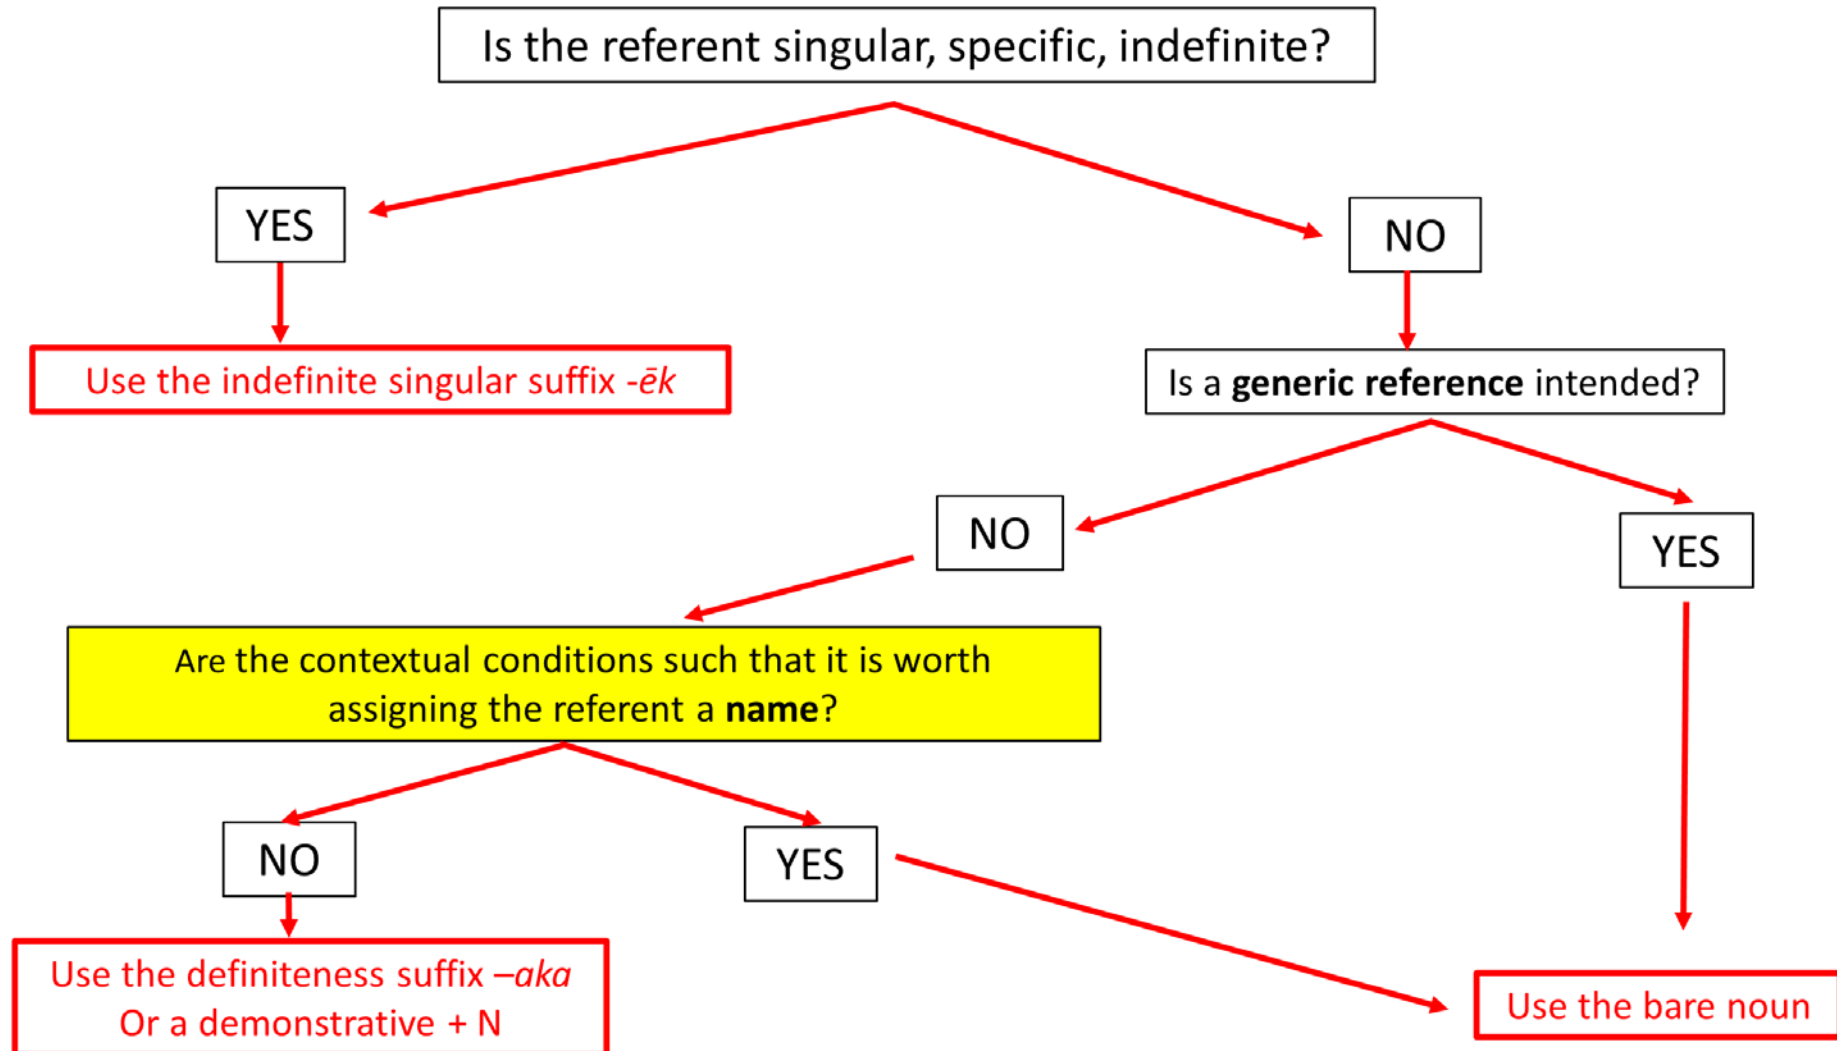 Is the referent singular, specific, indefinite?
YES
NO
Use the indefinite singular suffix -ēk
Is a generic reference intended?
NO
YES
Are the contextual conditions such that it is worth
assigning the referent a name?
NO
YES
Use the definiteness suffix –aka
Or a demonstrative + N
Use the bare noun